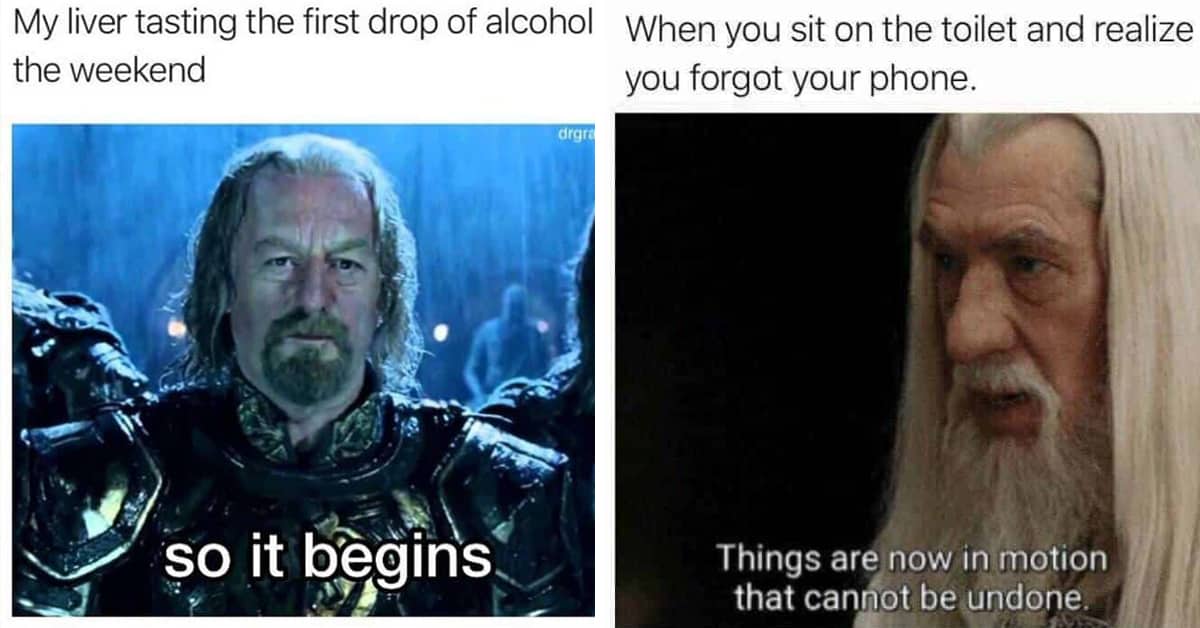 My liver tasting the first drop of alcohol
the weekend
drgra
so it begins
When you sit on the toilet and realize
you forgot your phone.
Things are now in motion
that cannot be undone.